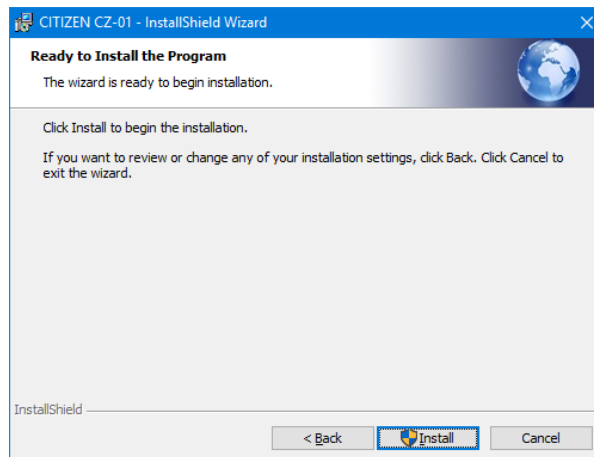 CITIZEN CZ-01 - InstallShield Wizard
Ready to Install the Program
The wizard is ready to begin installation.
Click Install to begin the installation.
If you want to review or change any of your installation settings, click Back. Click Cancel to
exit the wizard.
InstallShield
< Back Install Cancel